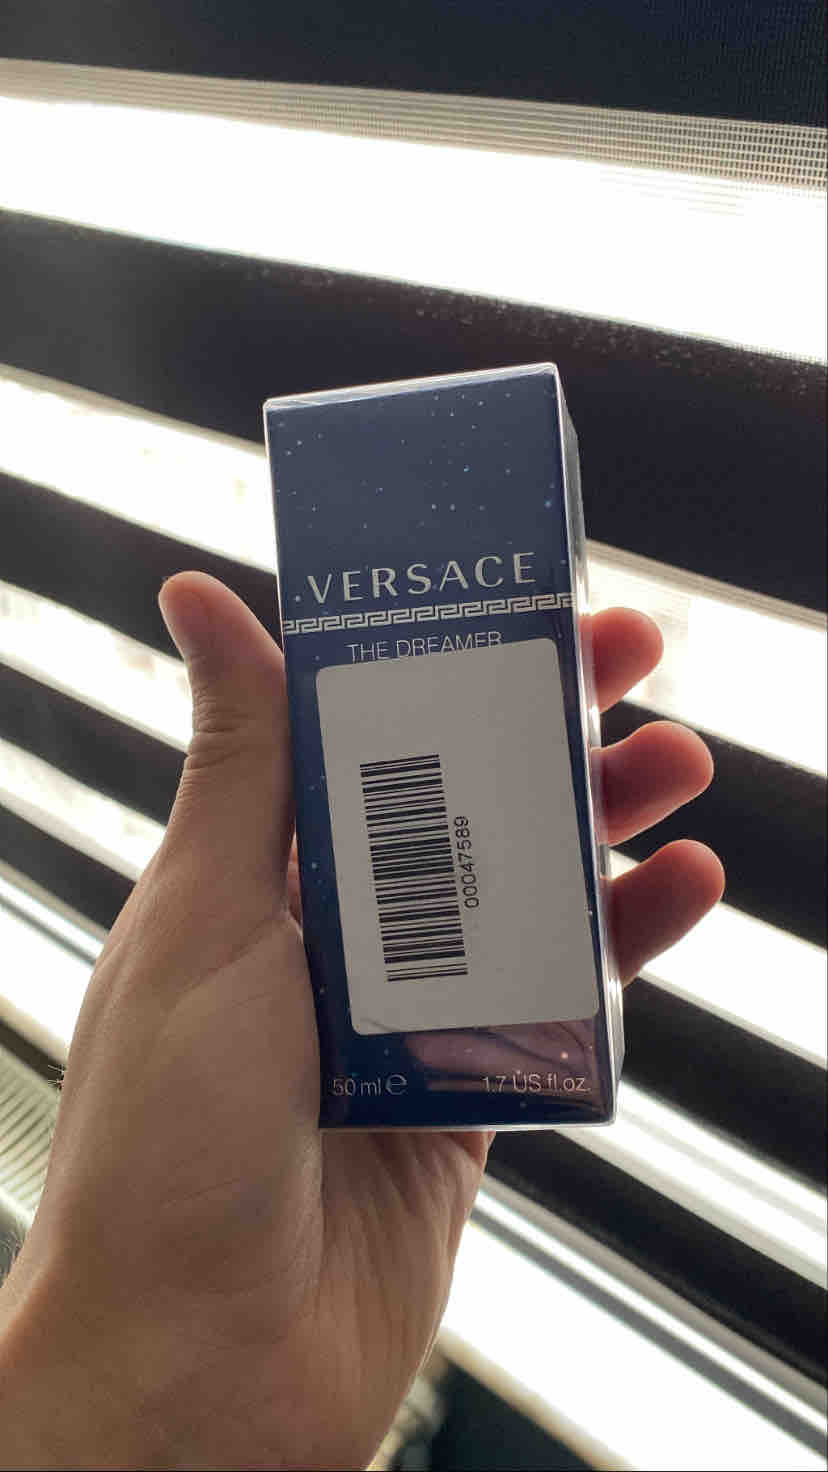 VERSACE
THE DREAMER
00047589
50 ml e 1.7 US fl.oz.